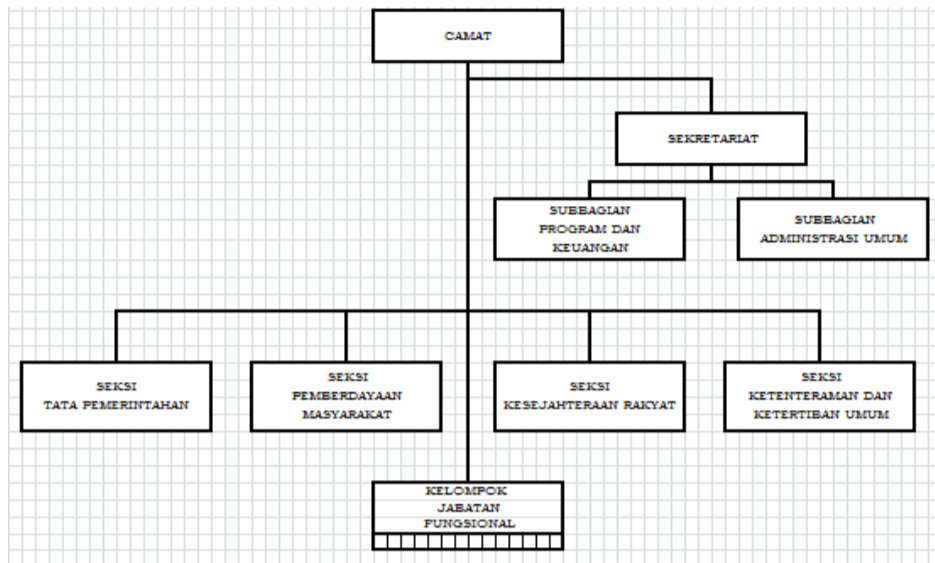 CAMAT
SEKRETARIAT
SUBBAGIAN
PROGRAM DAN
KEUANGAN
SUBBAGIAN
ADMINISTRASI UMUM
SEKSI
TATA PEMERINTAHAN
SEKSI
PEMBERDAYAAN
MASYARAKAT
SEKSI
KESEJAHTERAAN RAKYAT
SEKSI
KETENTERAMAN DAN
KETERTIBAN UMUM
KELOMPOK
JABATAN
FUNGSIONAL